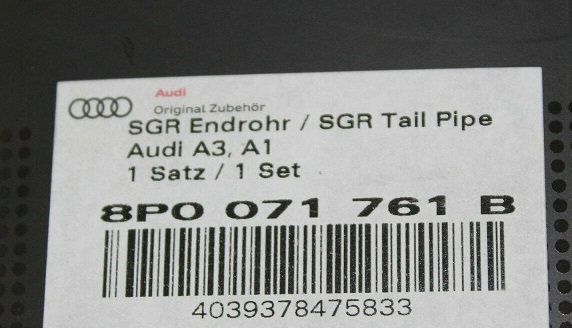 Audi
Original Zubehör
SGR Endrohr / SGR Tail Pipe
Audi A3, A1
1 Satz / 1 Set
8P0 071 761 B
4039378475833